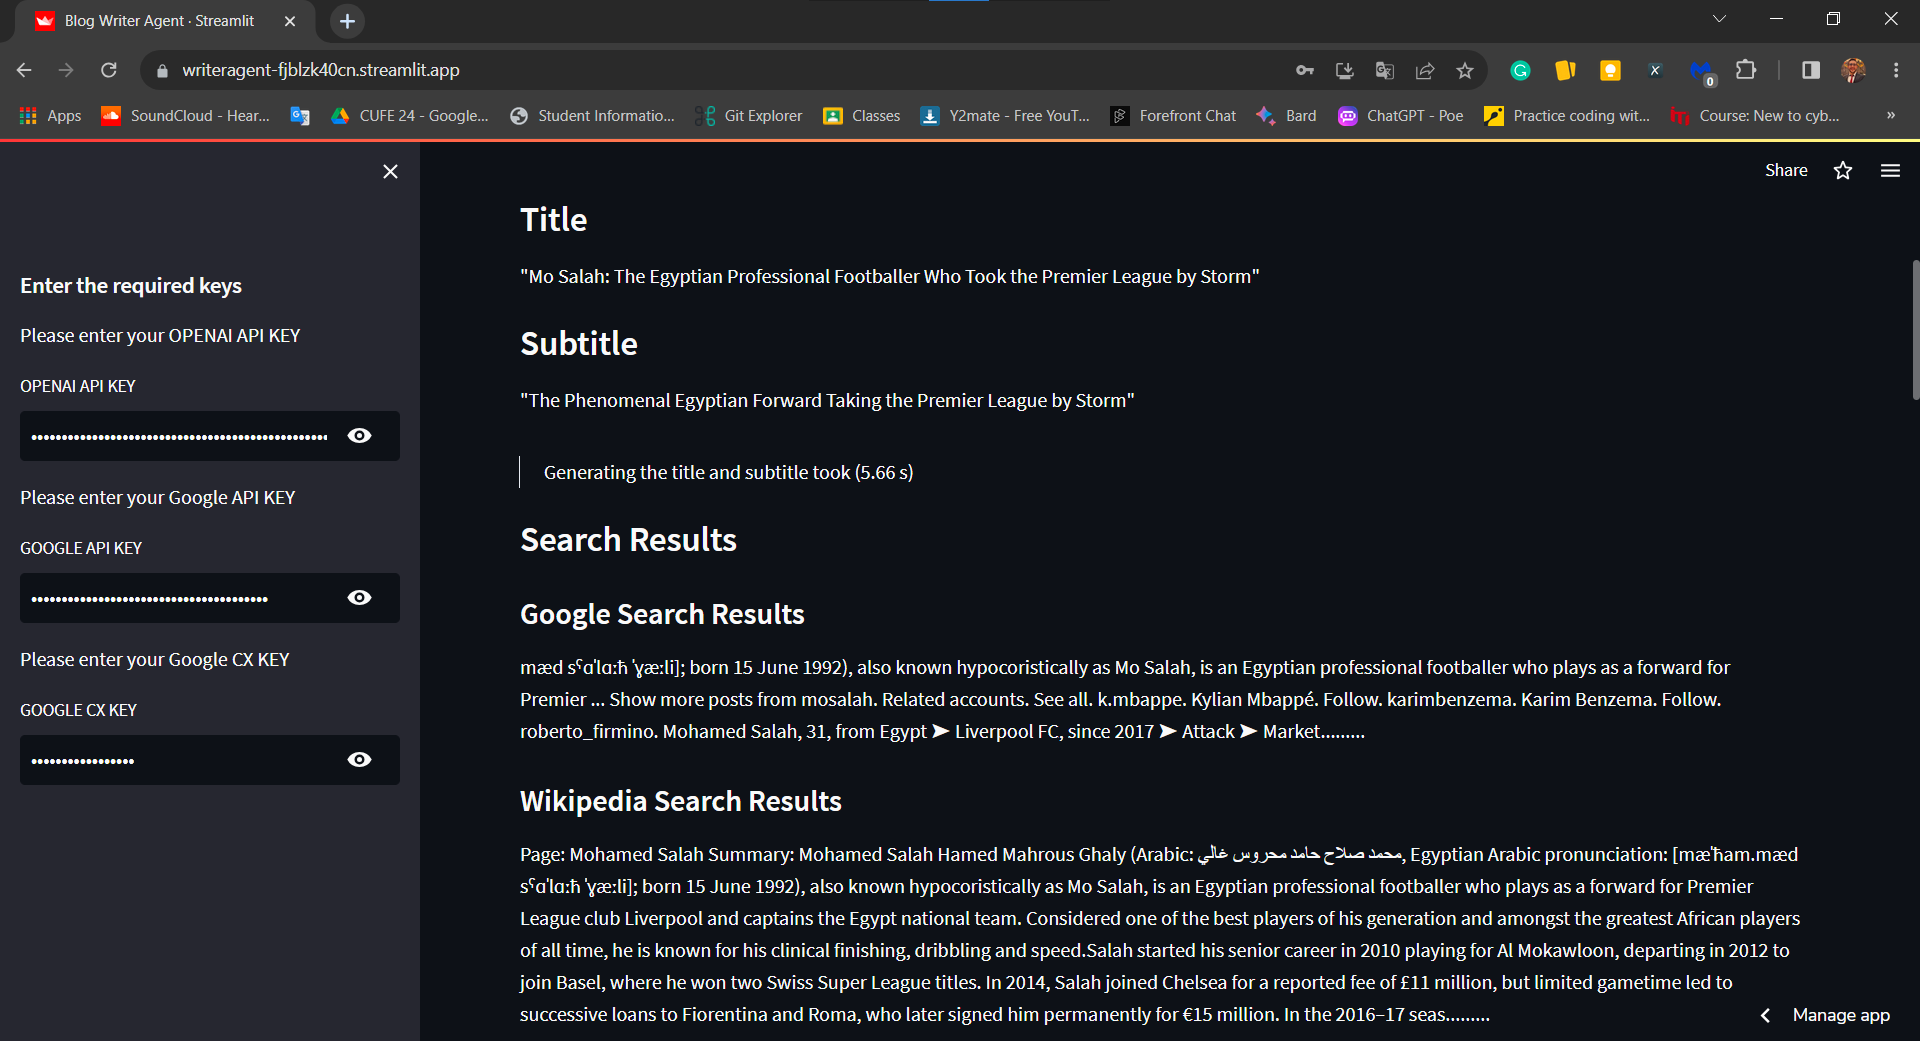 Blog Writer Agent · Streamlit
writeragent-fjblzk40cn.streamlit.app
0
Apps
SoundCloud - Hear...
CUFE 24 - Google...
Student Informatio...
Git Explorer
Classes
Y2mate - Free YouT...
Forefront Chat
Bard
ChatGPT - Poe
Practice coding wit...
Course: New to cyb...
»
Share
Enter the required keys
Please enter your OPENAI API KEY
OPENAI API KEY
Please enter your Google API KEY
GOOGLE API KEY
Please enter your Google CX KEY
GOOGLE CX KEY
Title
"Mo Salah: The Egyptian Professional Footballer Who Took the Premier League by Storm"
Subtitle
"The Phenomenal Egyptian Forward Taking the Premier League by Storm"
Generating the title and subtitle took (5.66 s)
Search Results
Google Search Results
mæd sˤɑˈlɑːħ ˈɣæːli]; born 15 June 1992), also known hypocoristically as Mo Salah, is an Egyptian professional footballer who plays as a forward for
Premier ... Show more posts from mosalah. Related accounts. See all. k.mbappe. Kylian Mbappé. Follow. karimbenzema. Karim Benzema. Follow.
roberto_firmino. Mohamed Salah, 31, from Egypt ➤ Liverpool FC, since 2017 ➤ Attack ➤ Market.........
Wikipedia Search Results
Page: Mohamed Salah Summary: Mohamed Salah Hamed Mahrous Ghaly (Arabic: محمد صلاح حامد محروس غالي, Egyptian Arabic pronunciation: [mæˈħam.mæd
sˤɑˈlɑːħ ˈɣæːli]; born 15 June 1992), also known hypocoristically as Mo Salah, is an Egyptian professional footballer who plays as a forward for Premier
League club Liverpool and captains the Egypt national team. Considered one of the best players of his generation and amongst the greatest African players
of all time, he is known for his clinical finishing, dribbling and speed.Salah started his senior career in 2010 playing for Al Mokawloon, departing in 2012 to
join Basel, where he won two Swiss Super League titles. In 2014, Salah joined Chelsea for a reported fee of £11 million, but limited gametime led to
successive loans to Fiorentina and Roma, who later signed him permanently for €15 million. In the 2016–17 seas.........
Manage app